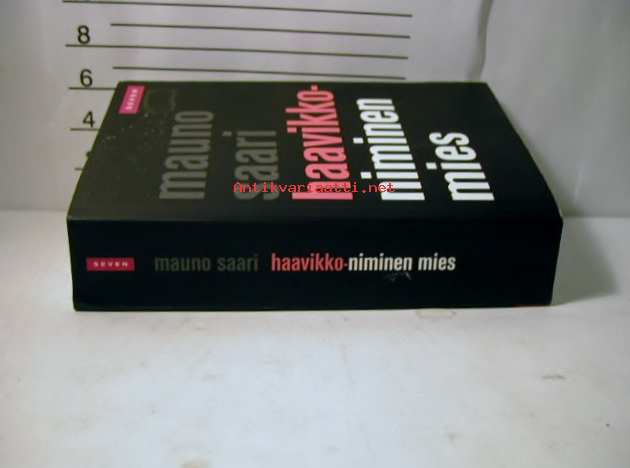 8
6
4
SEVEN
mauno
saari
haavikko-
niminen
mies
Antikvariaatti.net
SEVEN mauno saari haavikko-niminen mies